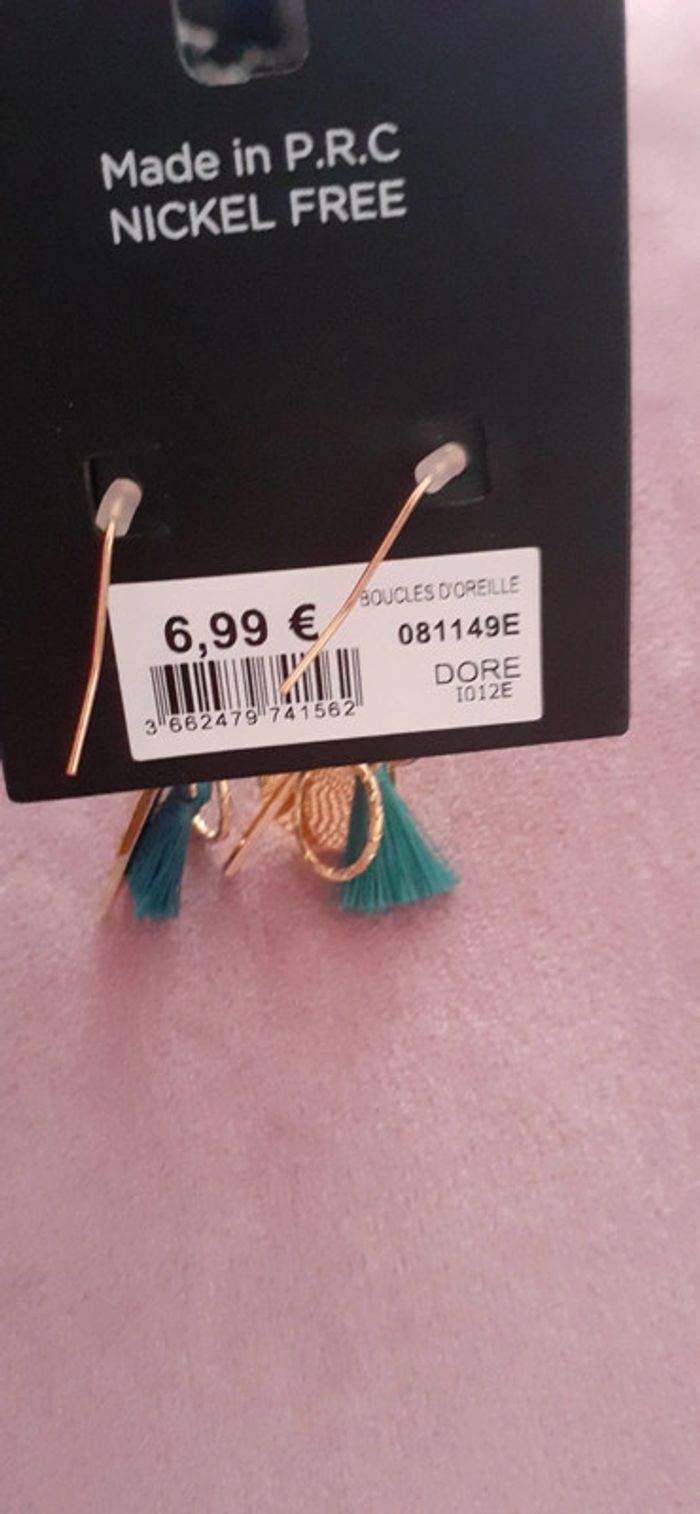 Made in P.R.C
NICKEL FREE
6,99 €
BOUCLES D'OREILLE
081149E
DORE
I012E
3 662479 741562